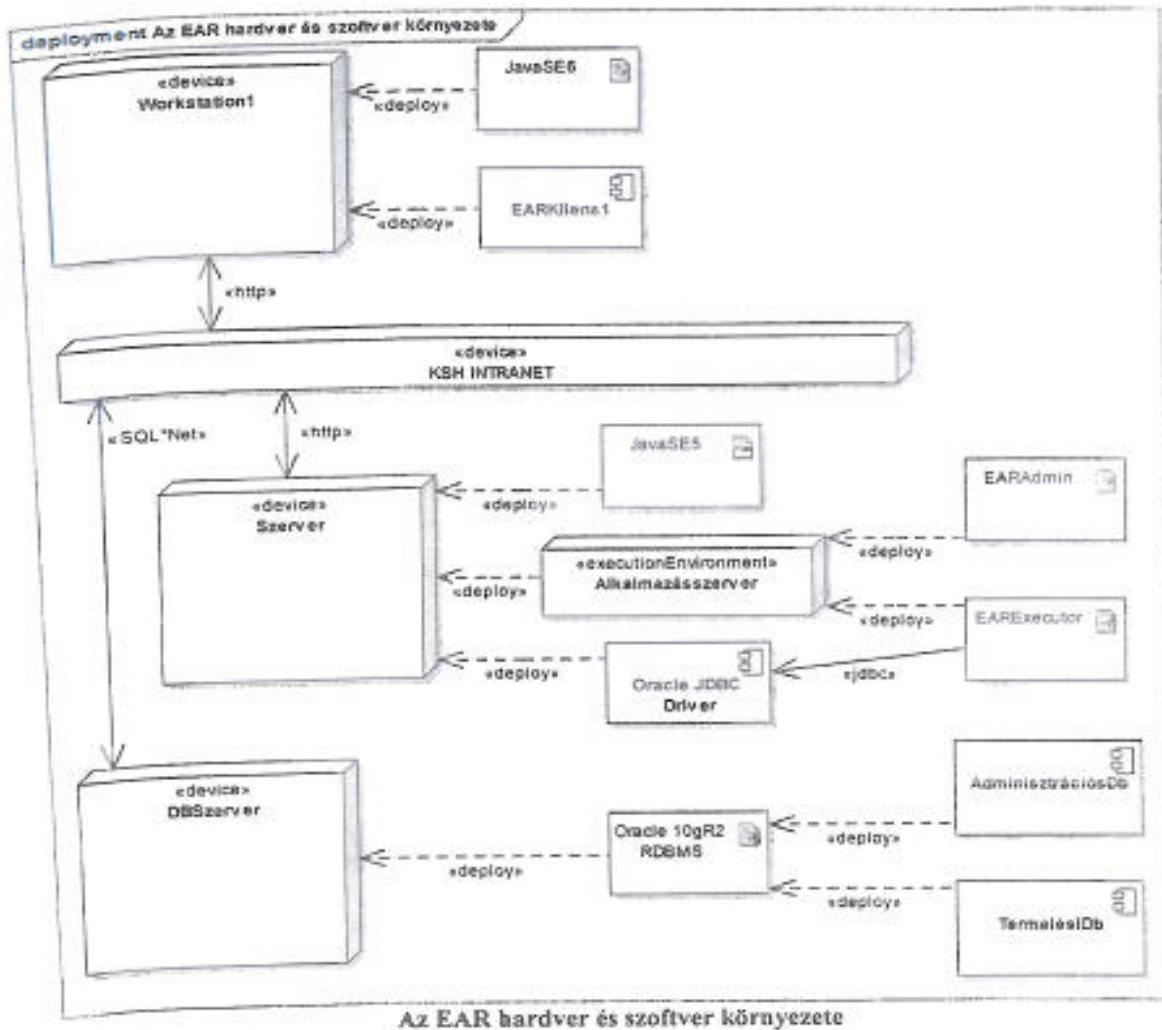 deployment Az EAR hardver és szoftver környezete
«device»
Workstation1
JavaSE6
«deploy»
EARKliens1
«deploy»
«http»
«device»
KSH INTRANET
«SQL*Net»
«http»
JavaSE5
«deploy»
«device»
Szerver
EARAdmin
«deploy»
«executionEnvironment»
Alkalmazásszerver
«deploy»
EARExecutor
«deploy»
Oracle JDBC
Driver
«deploy»
«jdbc»
«device»
DBSzerver
AdminisztrációsDb
«deploy»
Oracle 10gR2
RDBMS
«deploy»
TermelésiDb
«deploy»
Az EAR hardver és szoftver környezete